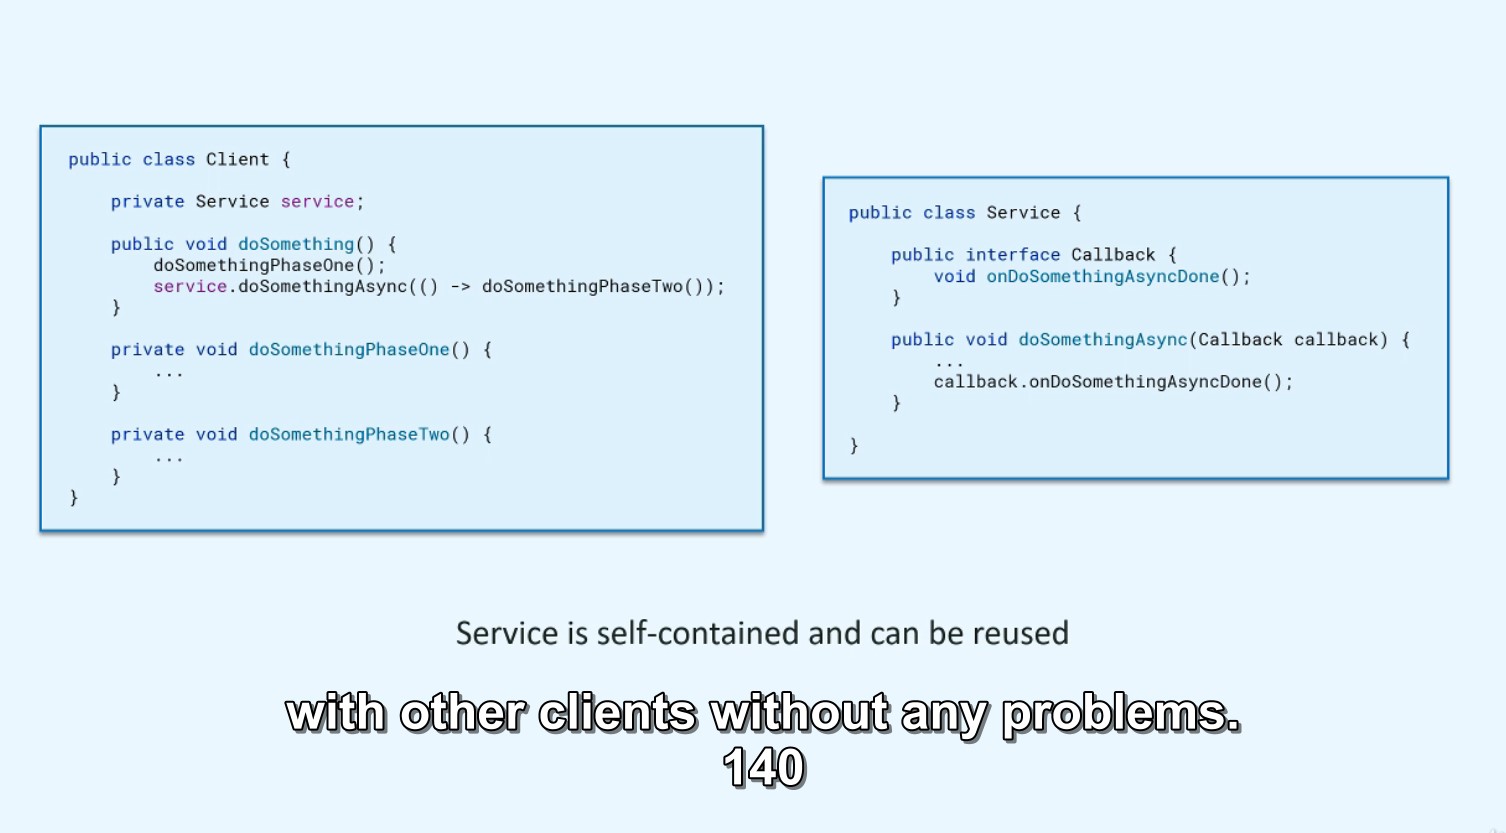 public class Client {
private Service service;
public void doSomething() {
doSomethingPhaseOne();
service.doSomethingAsync(() -> doSomethingPhaseTwo());
}
private void doSomethingPhaseOne() {
...
}
private void doSomethingPhaseTwo() {
...
}
}
public class Service {
public interface Callback {
void onDoSomethingAsyncDone();
}
public void doSomethingAsync(Callback callback) {
...
callback.onDoSomethingAsyncDone();
}
}
Service is self-contained and can be reused
with other clients without any problems.
140